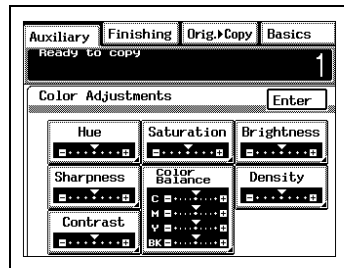 Auxiliary Finishing Orig.▸Copy Basics
Ready to copy
1
Color Adjustments Enter
Hue Saturation Brightness
Sharpness Color Balance Density
C
M
Y
BK
Contrast